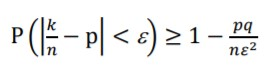 P(|k/n − p| < ε) ≥ 1 − pq/nε²